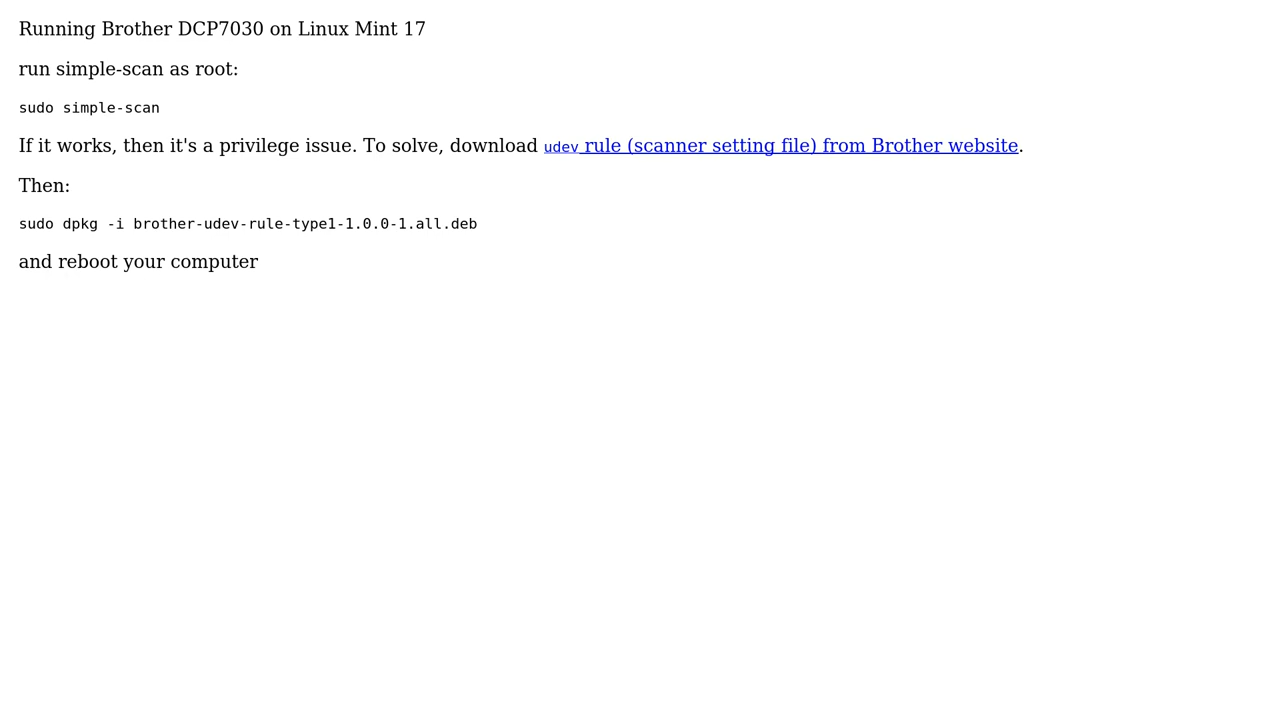 Running Brother DCP7030 on Linux Mint 17
run simple-scan as root:
sudo simple-scan
If it works, then it's a privilege issue. To solve, download udev rule (scanner setting file) from Brother website.
Then:
sudo dpkg -i brother-udev-rule-type1-1.0.0-1.all.deb
and reboot your computer